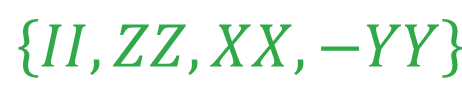 {II, ZZ, XX, −YY}